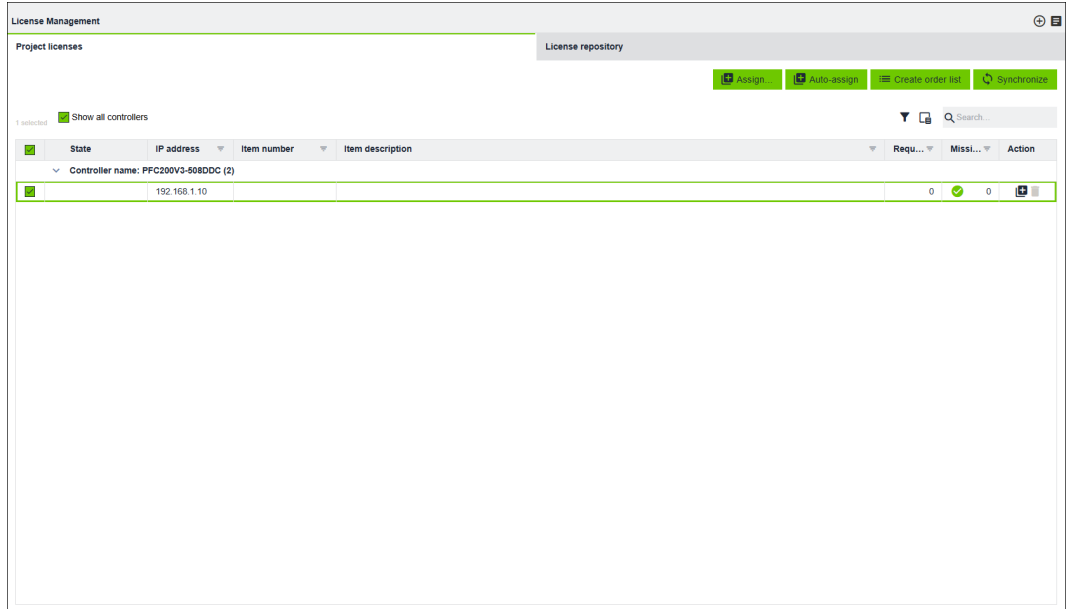 License Management
Project licenses License repository
Assign... Auto-assign Create order list Synchronize
1 selected Show all controllers Search...
State IP address Item number Item description Requ... Missi... Action
Controller name: PFC200V3-508DDC (2)
192.168.1.10 0 0